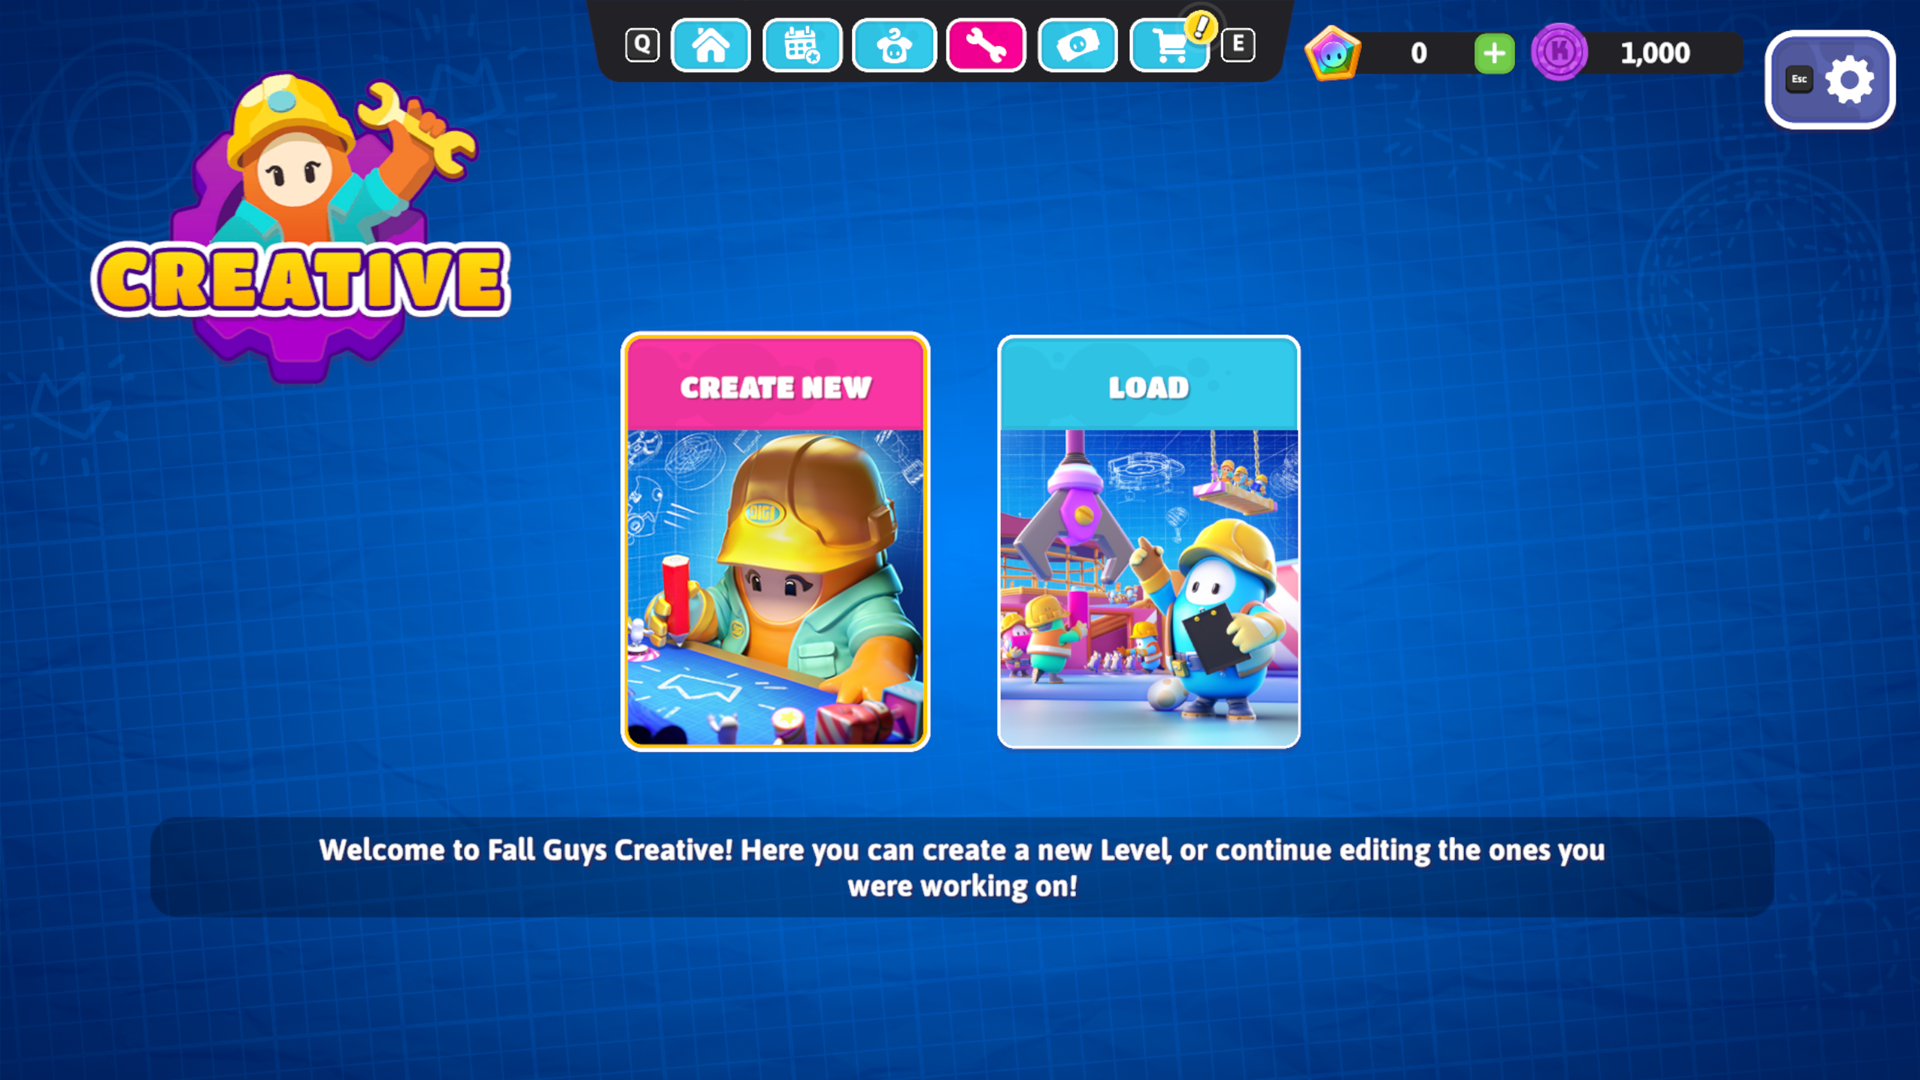 Q
E
0
K
1,000
Esc
CREATIVE
CREATE NEW
LOAD
DIGI
Welcome to Fall Guys Creative! Here you can create a new Level, or continue editing the ones you
were working on!